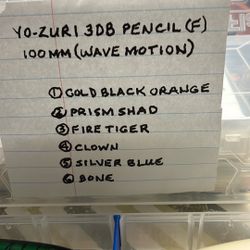 YO-ZURI 3DB PENCIL (F)
100MM (WAVE MOTION)
① GOLD BLACK ORANGE
② PRISM SHAD
③ FIRE TIGER
④ CLOWN
⑤ SILVER BLUE
⑥ BONE